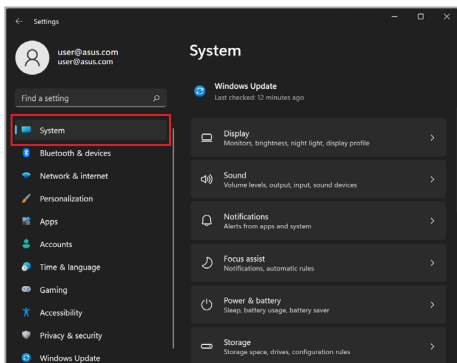 Settings
user@asus.com
user@asus.com
Find a setting
System
Bluetooth & devices
Network & internet
Personalization
Apps
Accounts
Time & language
Gaming
Accessibility
Privacy & security
Windows Update
System
Windows Update
Last checked: 12 minutes ago
Display
Monitors, brightness, night light, display profile
Sound
Volume levels, output, input, sound devices
Notifications
Alerts from apps and system
Focus assist
Notifications, automatic rules
Power & battery
Sleep, battery usage, battery saver
Storage
Storage space, drives, configuration rules